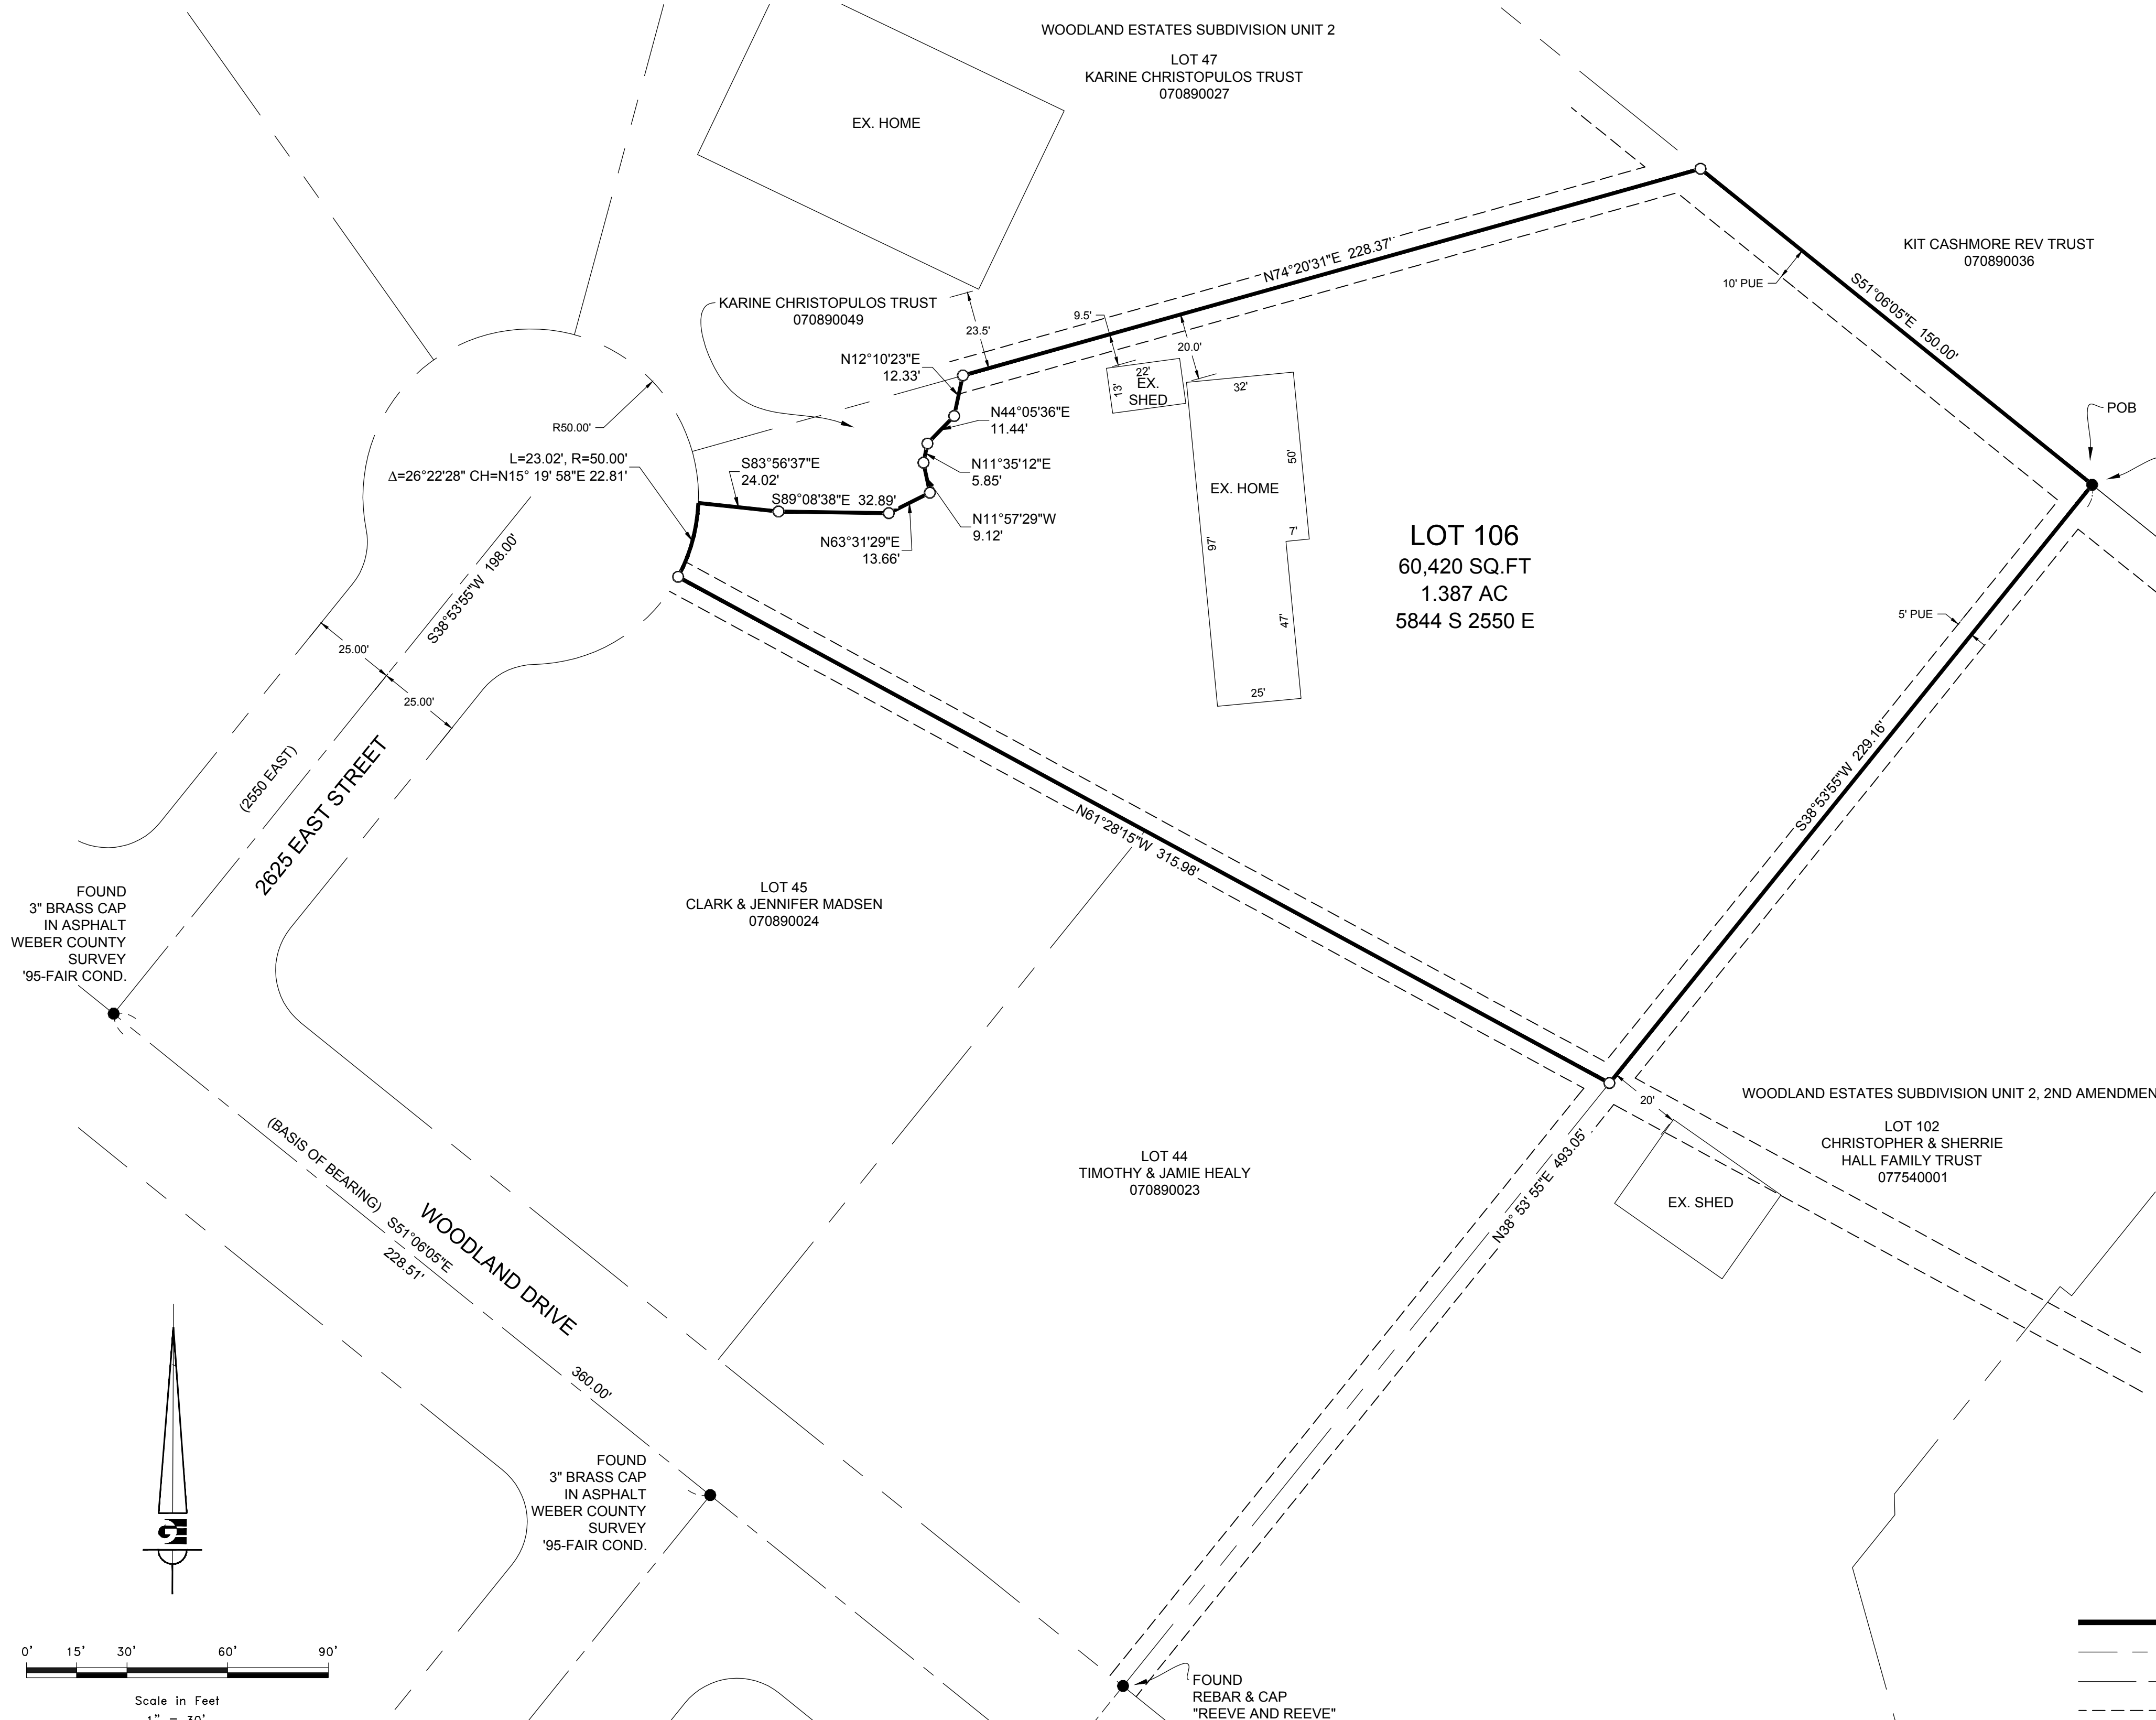 WOODLAND ESTATES SUBDIVISION UNIT 2
LOT 47
KARINE CHRISTOPULOS TRUST
070890027
EX. HOME
KIT CASHMORE REV TRUST
070890036
N74°20'31"E 228.37'
10' PUE
S51°06'05"E 150.00'
KARINE CHRISTOPULOS TRUST
070890049
23.5'
9.5'
20.0'
N12°10'23"E
12.33'
22'
13'
EX.
SHED
32'
POB
R50.00'
N44°05'36"E
11.44'
L=23.02', R=50.00'
Δ=26°22'28" CH=N15° 19' 58"E 22.81'
S83°56'37"E
24.02'
N11°35'12"E
5.85'
50'
EX. HOME
S89°08'38"E 32.89'
N11°57'29"W
9.12'
N63°31'29"E
13.66'
7'
97'
47'
25'
LOT 106
60,420 SQ.FT
1.387 AC
5844 S 2550 E
S38°53'55"W 198.00'
5' PUE
25.00'
25.00'
(2550 EAST)
2625 EAST STREET
S38°53'55"W 229.16'
N61°28'15"W 315.98'
LOT 45
CLARK & JENNIFER MADSEN
070890024
FOUND
3" BRASS CAP
IN ASPHALT
WEBER COUNTY
SURVEY
'95-FAIR COND.
20'
WOODLAND ESTATES SUBDIVISION UNIT 2, 2ND AMENDMEN
LOT 102
CHRISTOPHER & SHERRIE
HALL FAMILY TRUST
077540001
EX. SHED
LOT 44
TIMOTHY & JAMIE HEALY
070890023
N38° 53' 55"E 493.05'
(BASIS OF BEARING) S51°06'05"E
228.51'
WOODLAND DRIVE
360.00'
FOUND
3" BRASS CAP
IN ASPHALT
WEBER COUNTY
SURVEY
'95-FAIR COND.
0' 15' 30' 60' 90'
Scale in Feet
1" = 30'
FOUND
REBAR & CAP
"REEVE AND REEVE"